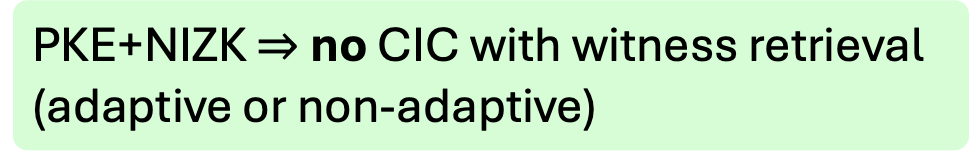 PKE+NIZK ⇒ no CIC with witness retrieval
(adaptive or non-adaptive)